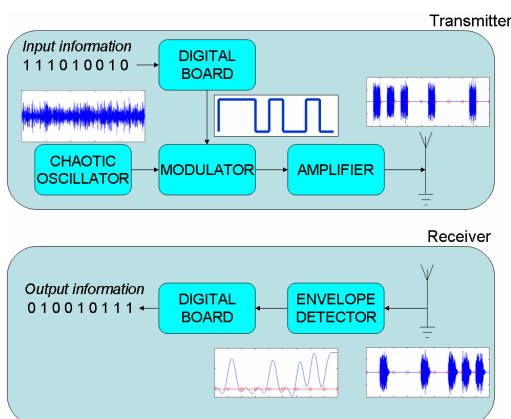 Transmitter
Input information
1 1 1 0 1 0 0 1 0
DIGITAL
BOARD
CHAOTIC
OSCILLATOR
MODULATOR
AMPLIFIER
Receiver
Output information
0 1 0 0 1 0 1 1 1
DIGITAL
BOARD
ENVELOPE
DETECTOR